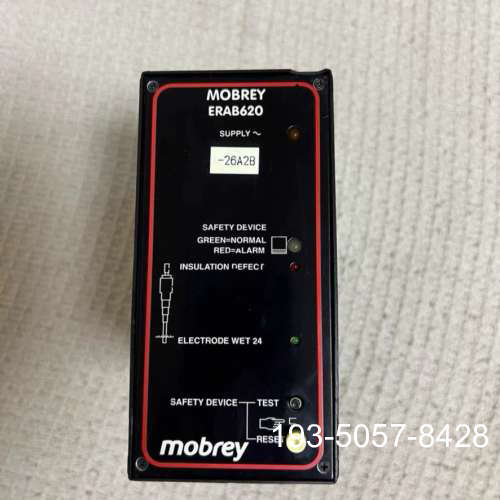 MOBREY
ERAB620
SUPPLY ~
-26A2B
SAFETY DEVICE
GREEN=NORMAL
RED=ALARM
INSULATION DEFECT
ELECTRODE WET 24
SAFETY DEVICE TEST
RESET
183-5057-8428
mobrey